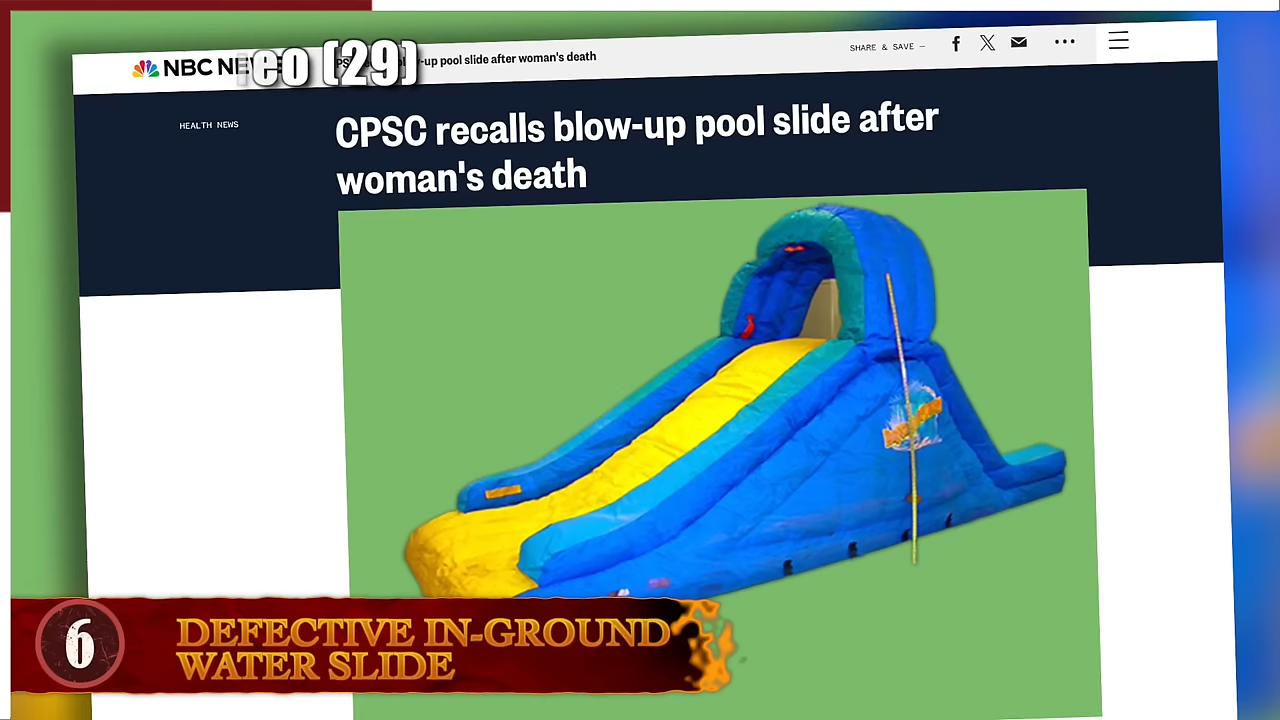 NBC NE
eo (29)
-up pool slide after woman's death
SHARE & SAVE —
HEALTH NEWS
CPSC recalls blow-up pool slide after
woman's death
6
DEFECTIVE IN-GROUND
WATER SLIDE